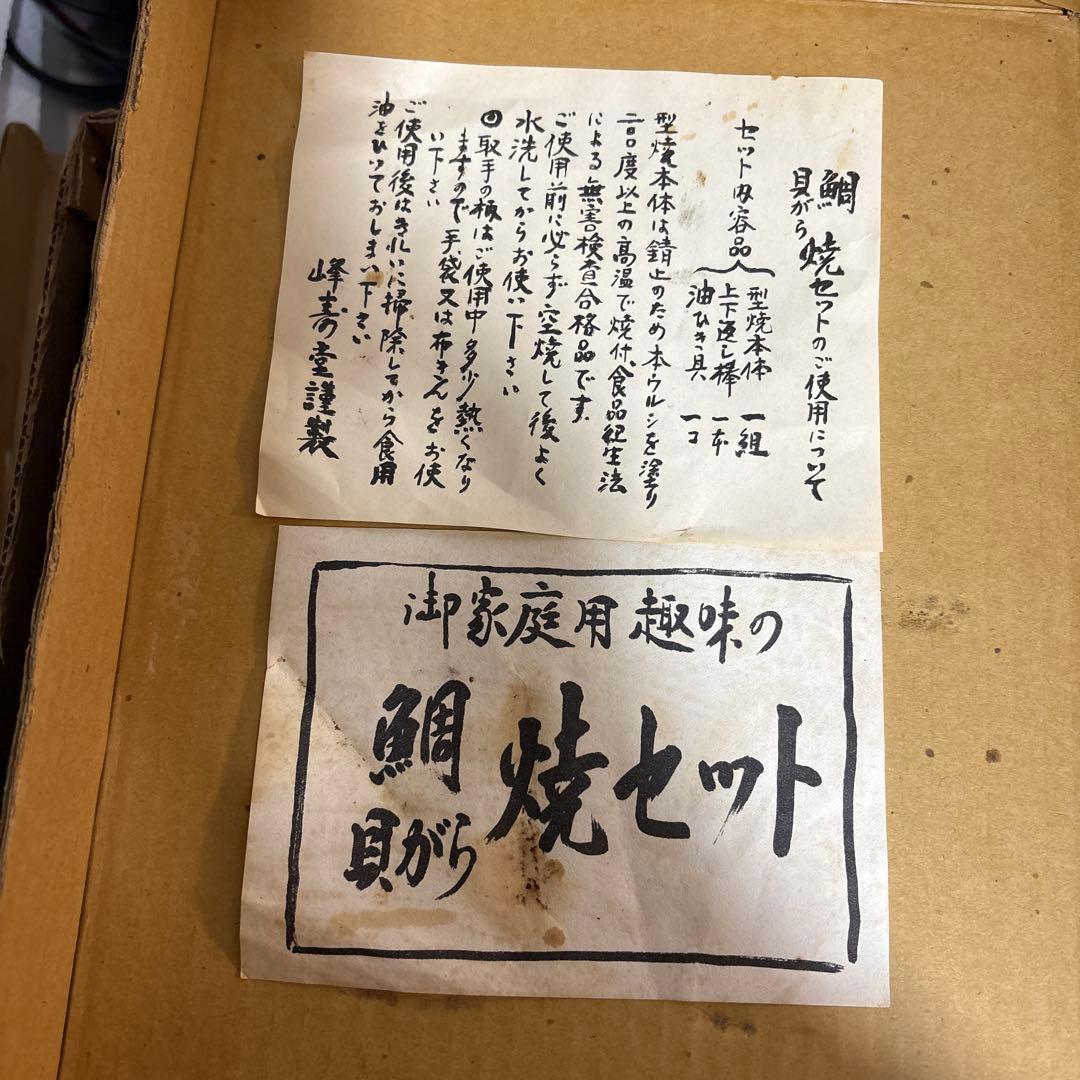 鯛
貝がら
焼セットのご使用について
セット内容品
型焼本体 一組
上下返し棒 一本
油ひき具 一コ
型焼本体は錆止のため本ウルシを塗り
二百度以上の高温で焼付、食品衛生法
による無害検査合格品です。
ご使用前に必らず空焼して後よく
水洗してからお使い下さい
取手の柄はご使用中多少熱くなり
ますので手袋又は布きんをお使
い下さい
ご使用後はきれいに掃除してから食用
油をひいておしまい下さい
峰寿堂謹製
御家庭用趣味の
鯛
貝がら
焼セット